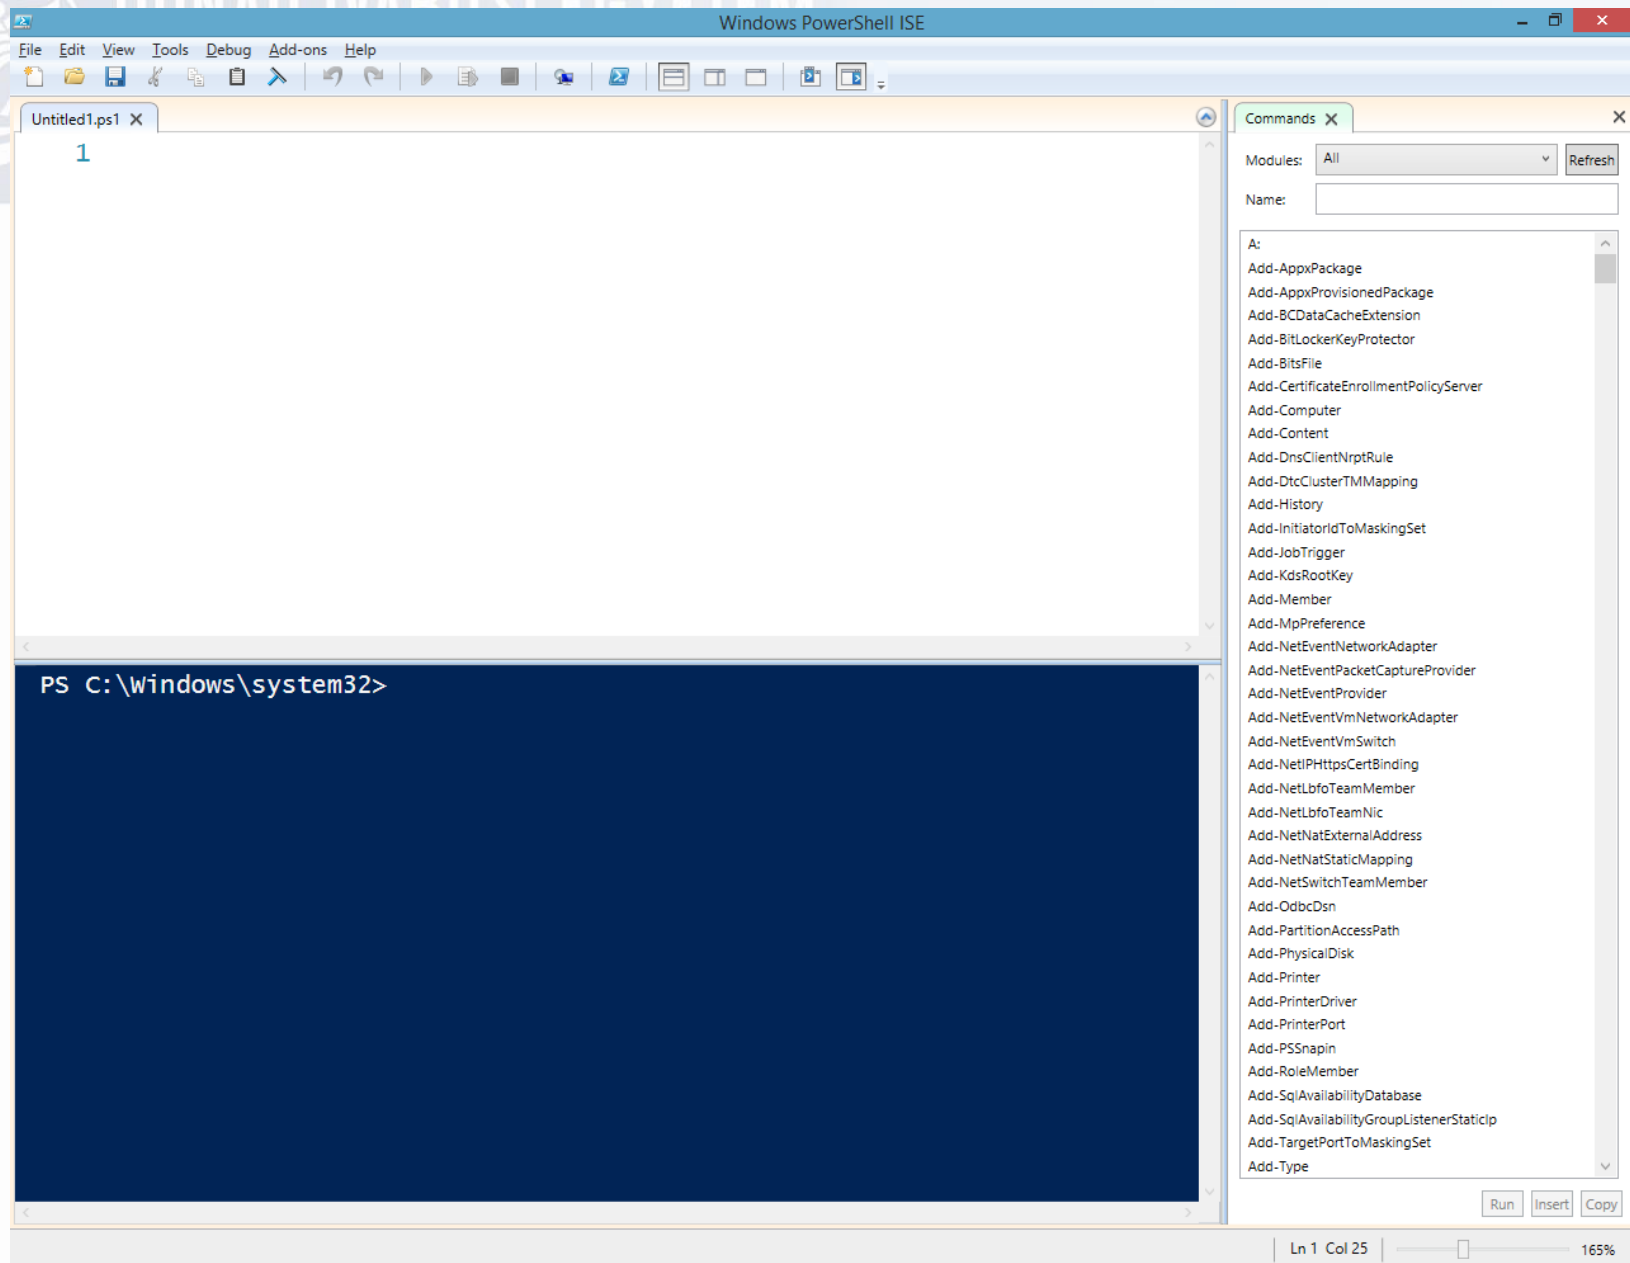 Windows PowerShell ISE
File Edit View Tools Debug Add-ons Help
Untitled1.ps1
1
PS C:\Windows\system32>
Commands
Modules: All Refresh
Name:
A:
Add-AppxPackage
Add-AppxProvisionedPackage
Add-BCDataCacheExtension
Add-BitLockerKeyProtector
Add-BitsFile
Add-CertificateEnrollmentPolicyServer
Add-Computer
Add-Content
Add-DnsClientNrptRule
Add-DtcClusterTMMapping
Add-History
Add-InitiatorIdToMaskingSet
Add-JobTrigger
Add-KdsRootKey
Add-Member
Add-MpPreference
Add-NetEventNetworkAdapter
Add-NetEventPacketCaptureProvider
Add-NetEventProvider
Add-NetEventVmNetworkAdapter
Add-NetEventVmSwitch
Add-NetIPHttpsCertBinding
Add-NetLbfoTeamMember
Add-NetLbfoTeamNic
Add-NetNatExternalAddress
Add-NetNatStaticMapping
Add-NetSwitchTeamMember
Add-OdbcDsn
Add-PartitionAccessPath
Add-PhysicalDisk
Add-Printer
Add-PrinterDriver
Add-PrinterPort
Add-PSSnapin
Add-RoleMember
Add-SqlAvailabilityDatabase
Add-SqlAvailabilityGroupListenerStaticIp
Add-TargetPortToMaskingSet
Add-Type
Run Insert Copy
Ln 1 Col 25 165%